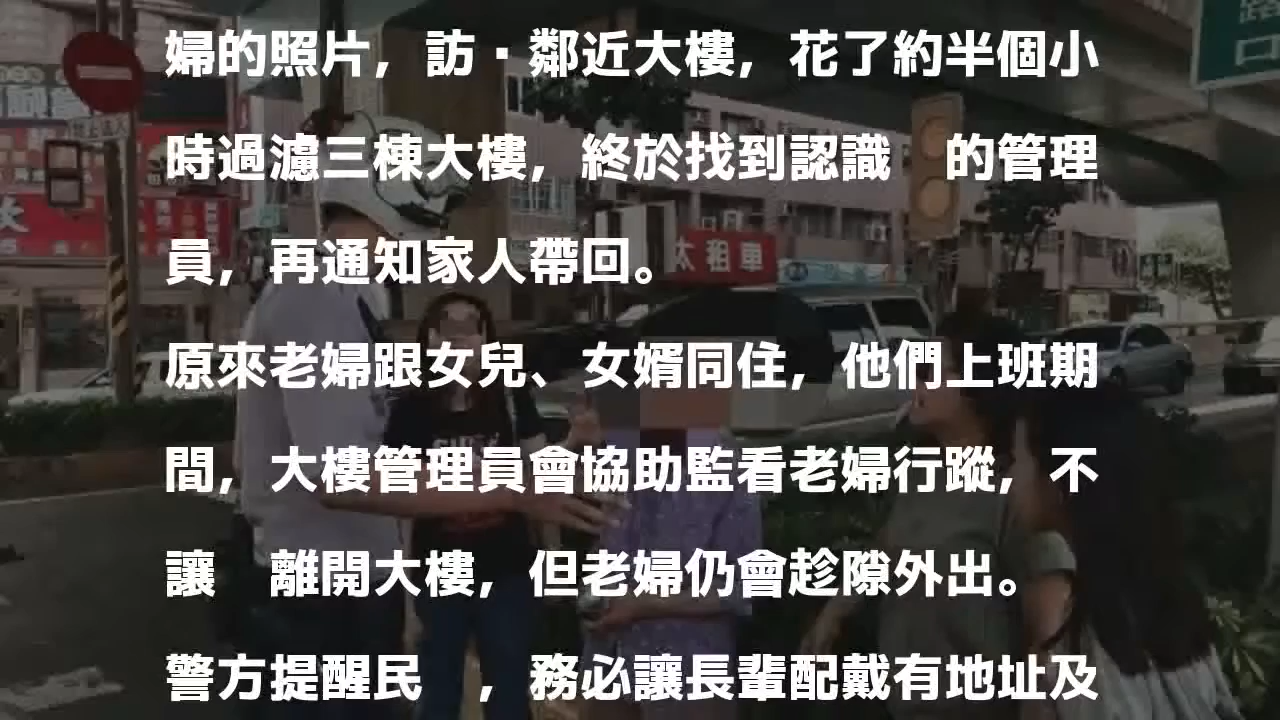 婦的照片，訪·鄰近大樓，花了約半個小
時過濾三棟大樓，終於找到認識　的管理
員，再通知家人帶回。
原來老婦跟女兒、女婿同住，他們上班期
間，大樓管理員會協助監看老婦行蹤，不
讓　離開大樓，但老婦仍會趁隙外出。
警方提醒民　，務必讓長輩配戴有地址及
太租車